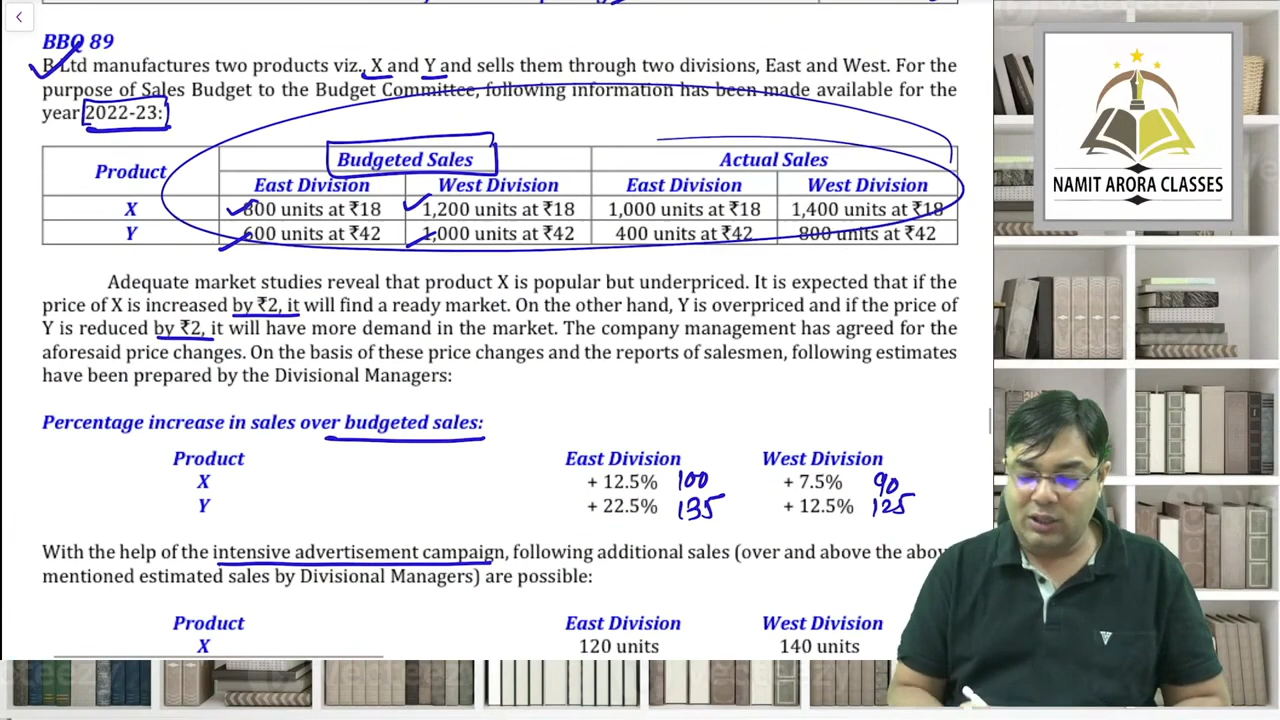 BBQ 89
R Ltd manufactures two products viz., X and Y and sells them through two divisions, East and West. For the
purpose of Sales Budget to the Budget Committee, following information has been made available for the
year 2022-23:
Product Budgeted Sales Actual Sales
East Division West Division East Division West Division
X 800 units at ₹18 1,200 units at ₹18 1,000 units at ₹18 1,400 units at ₹18
Y 600 units at ₹42 1,000 units at ₹42 400 units at ₹42 800 units at ₹42
Adequate market studies reveal that product X is popular but underpriced. It is expected that if the
price of X is increased by ₹2, it will find a ready market. On the other hand, Y is overpriced and if the price of
Y is reduced by ₹2, it will have more demand in the market. The company management has agreed for the
aforesaid price changes. On the basis of these price changes and the reports of salesmen, following estimates
have been prepared by the Divisional Managers:
Percentage increase in sales over budgeted sales:
Product East Division West Division
X + 12.5% 100 + 7.5% 90
Y + 22.5% 135 + 12.5% 125
With the help of the intensive advertisement campaign, following additional sales (over and above the abov
mentioned estimated sales by Divisional Managers) are possible:
Product East Division West Division
X 120 units 140 units
NAMIT ARORA CLASSES